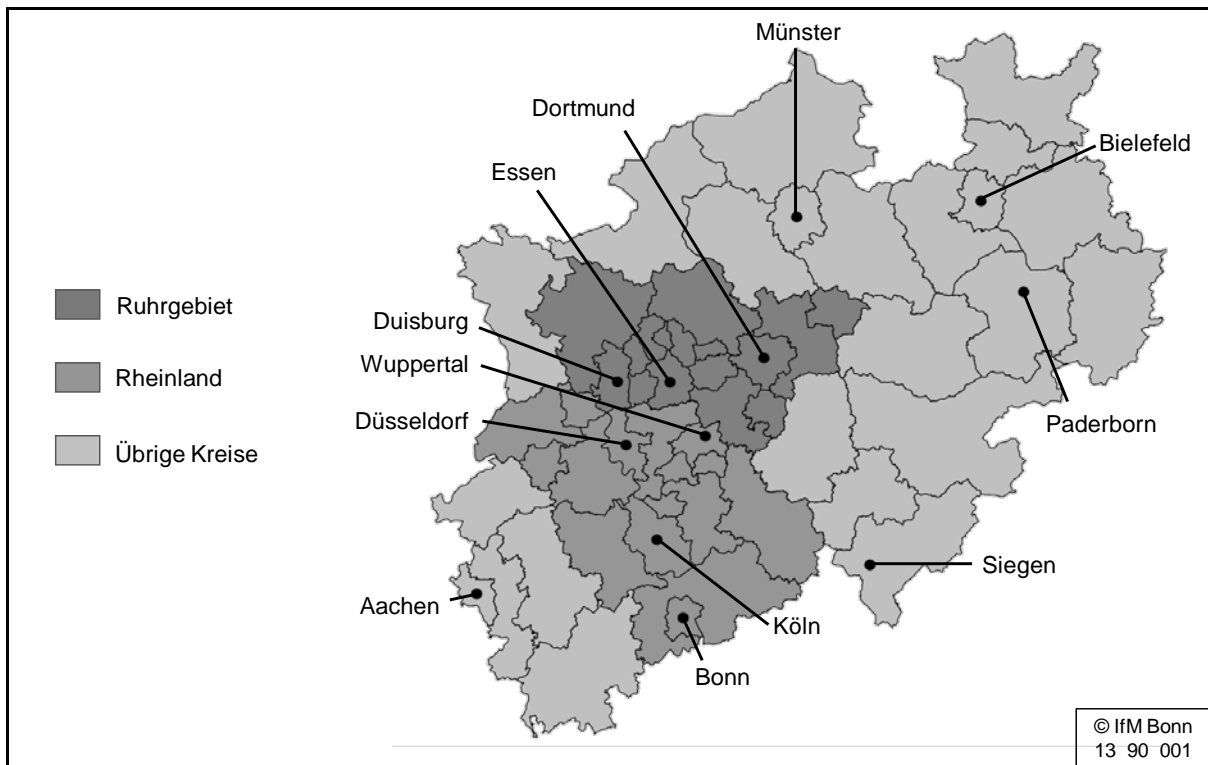 Münster
Dortmund
Bielefeld
Essen
Ruhrgebiet
Duisburg
Rheinland
Wuppertal
Düsseldorf
Paderborn
Übrige Kreise
Siegen
Aachen
Köln
Bonn
© IfM Bonn
13 90 001